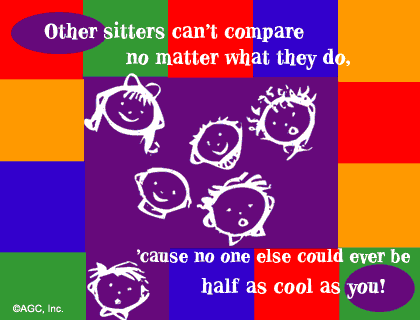 Other sitters can't compare
no matter what they do,
'cause no one else could ever be
half as cool as you!
©AGC, Inc.